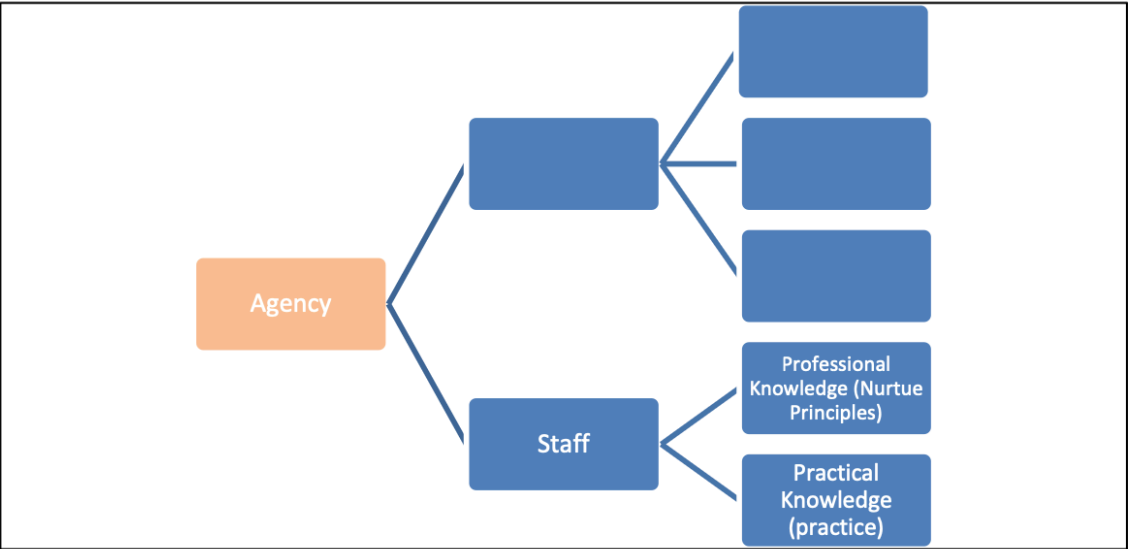 Agency
Staff
Professional
Knowledge (Nurtue
Principles)
Practical
Knowledge
(practice)